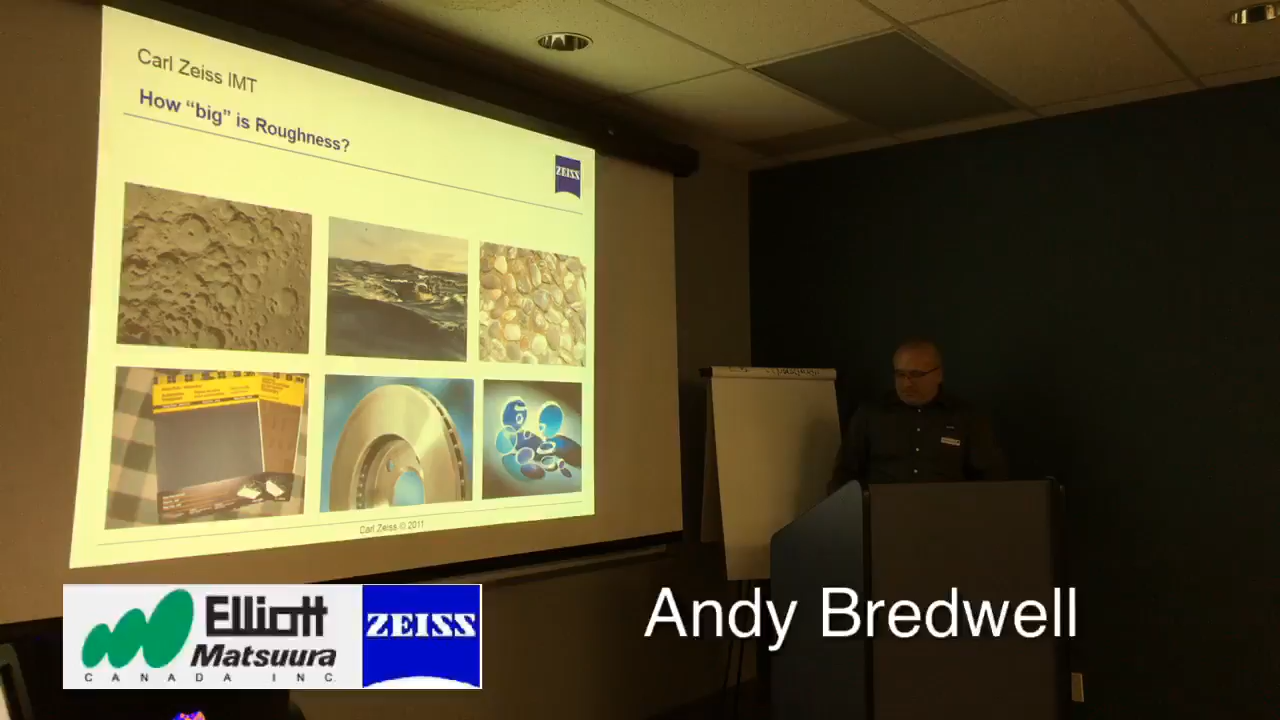 Carl Zeiss IMT
How “big” is Roughness?
ZEISS
Carl Zeiss © 2011
Elliott
Matsuura
CANADA INC.
ZEISS
Andy Bredwell